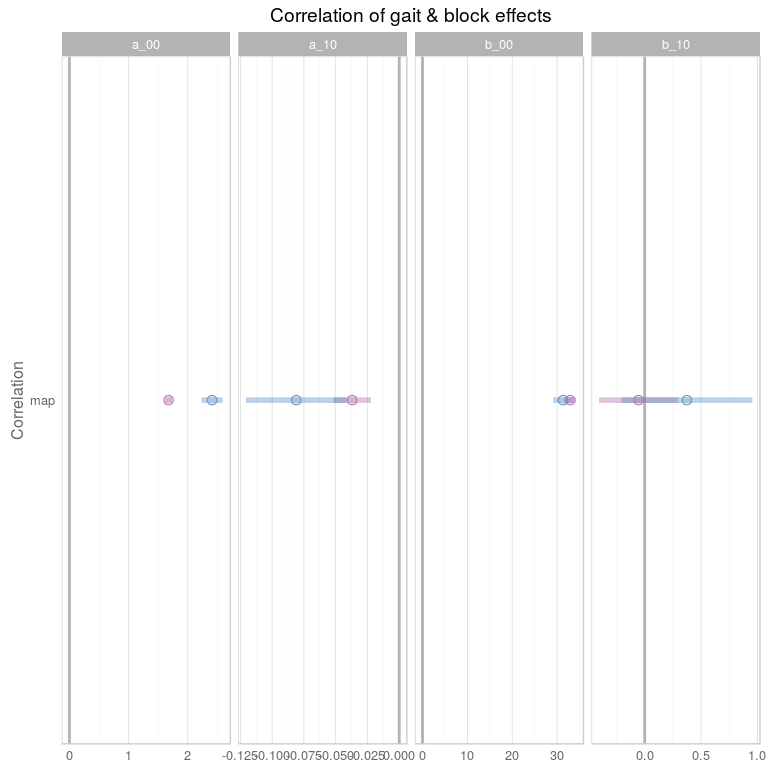 Correlation of gait & block effects
a_00 a_10 b_00 b_10
Correlation
map
0 1 2 -0.125 -0.100 -0.075 -0.050 -0.025 0.000 0 10 20 30 0.0 0.5 1.0